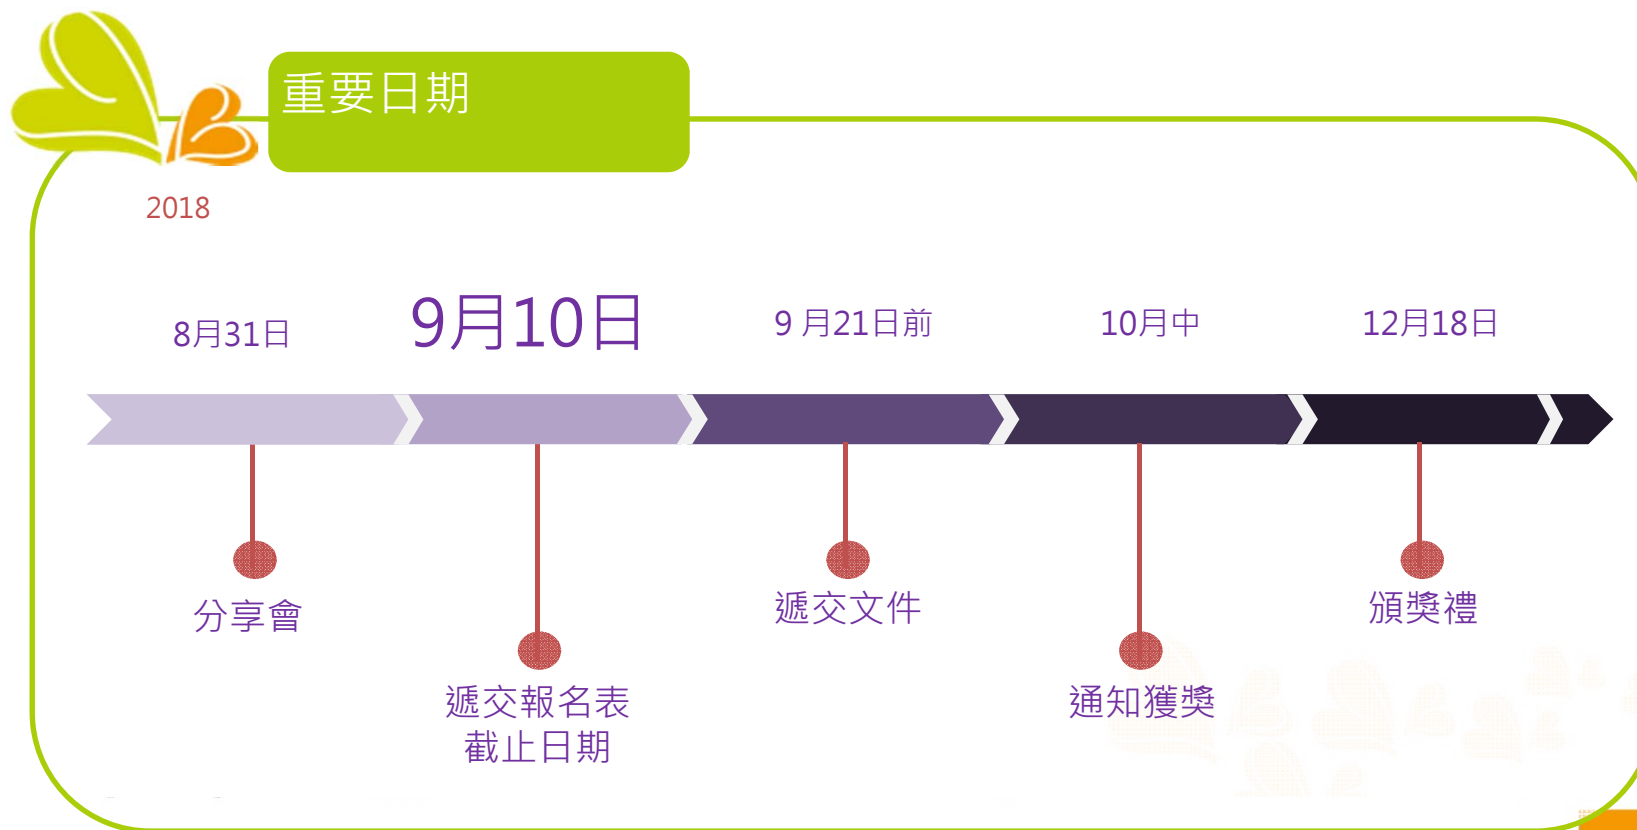 重要日期
2018
8月31日
9月10日
9 月21日前
10月中
12月18日
分享會
遞交報名表
截止日期
遞交文件
通知獲獎
頒獎禮